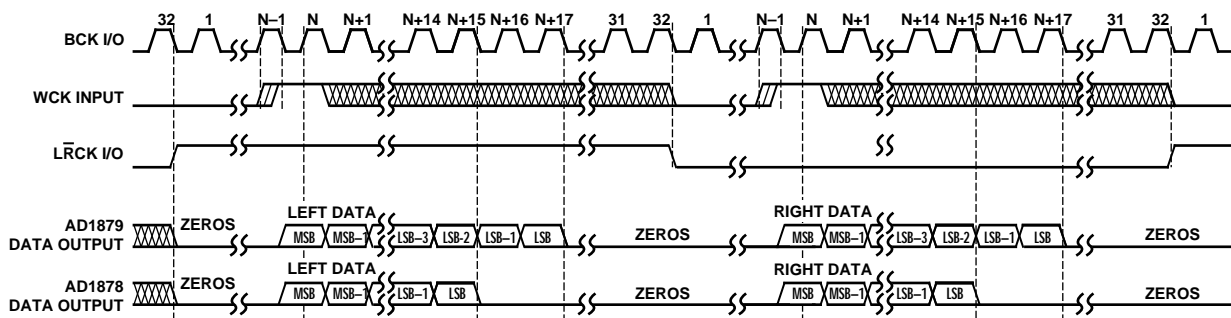 32 1 N–1 N N+1 N+14 N+15 N+16 N+17 31 32 1 N–1 N N+1 N+14 N+15 N+16 N+17 31 32 1
BCK I/O
WCK INPUT
LR̅CK I/O
LEFT DATA RIGHT DATA
AD1879 ZEROS ZEROS ZEROS
DATA OUTPUT MSB MSB–1 LSB–3 LSB-2 LSB–1 LSB MSB MSB–1 LSB–3 LSB-2 LSB–1 LSB
LEFT DATA RIGHT DATA
AD1878 ZEROS ZEROS ZEROS
DATA OUTPUT MSB MSB–1 LSB–1 LSB MSB MSB–1 LSB–1 LSB